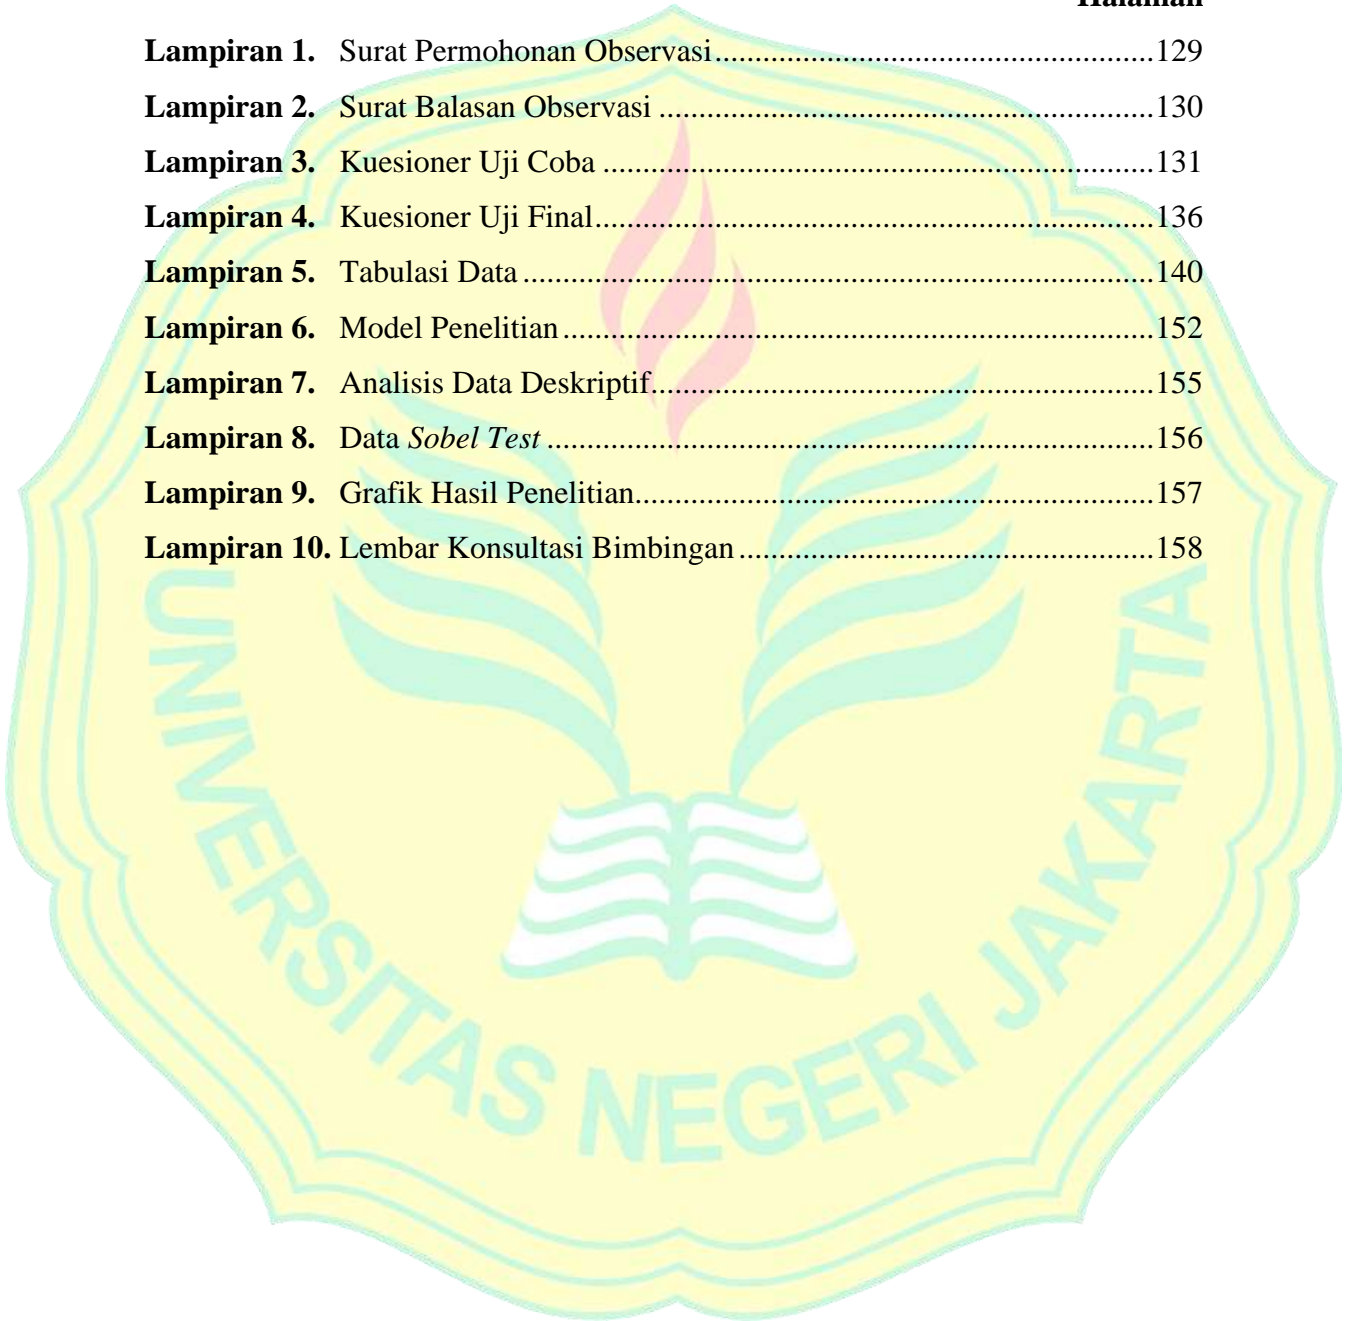 Halaman
Lampiran 1. Surat Permohonan Observasi............................................................129
Lampiran 2. Surat Balasan Observasi ....................................................................130
Lampiran 3. Kuesioner Uji Coba ...........................................................................131
Lampiran 4. Kuesioner Uji Final............................................................................136
Lampiran 5. Tabulasi Data .....................................................................................140
Lampiran 6. Model Penelitian ................................................................................152
Lampiran 7. Analisis Data Deskriptif.....................................................................155
Lampiran 8. Data Sobel Test ..................................................................................156
Lampiran 9. Grafik Hasil Penelitian.......................................................................157
Lampiran 10. Lembar Konsultasi Bimbingan .........................................................158
UNIVERSITAS NEGERI JAKARTA